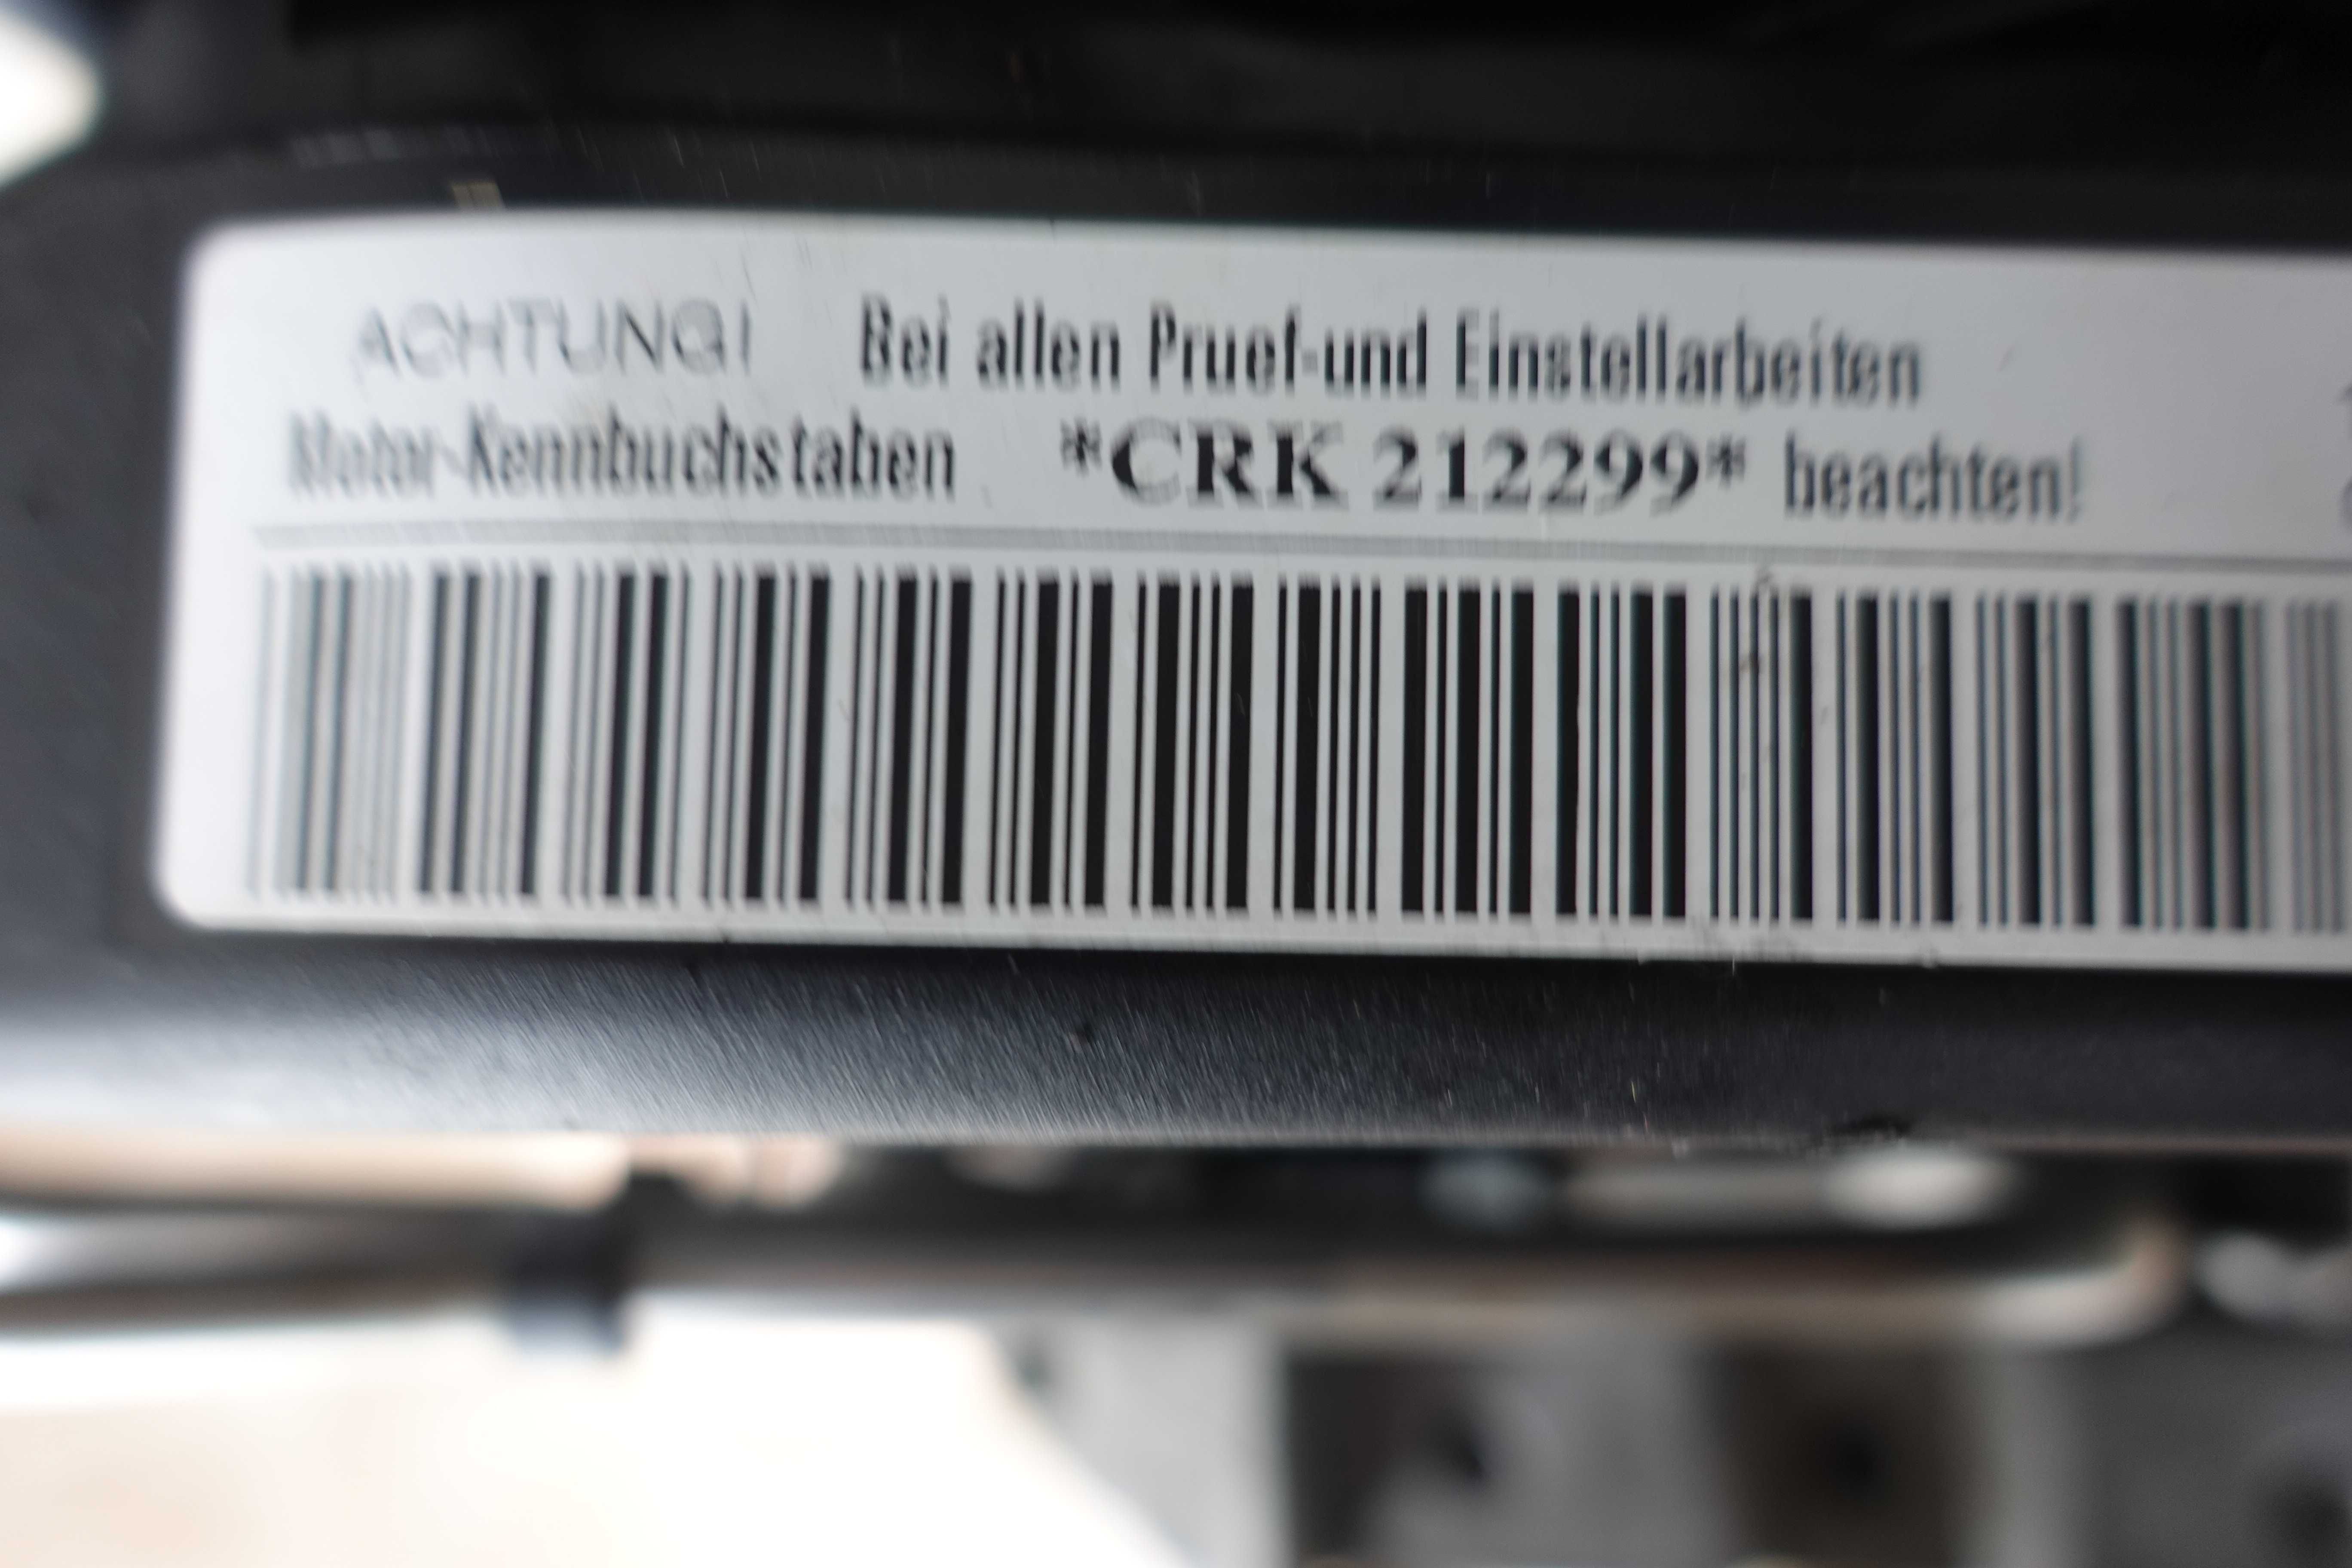 ACHTUNG! Bei allen Pruef-und Einstellarbeiten
Motor-Kennbuchstaben *CRK 212299* beachten!